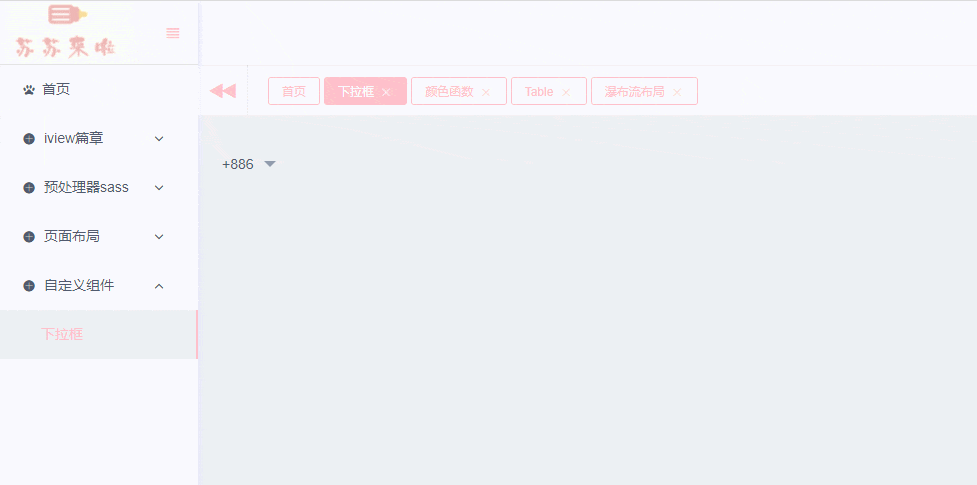 苏苏来啦
首页
iview篇章
预处理器sass
页面布局
自定义组件
下拉框
首页 下拉框 颜色函数 Table 瀑布流布局
+886